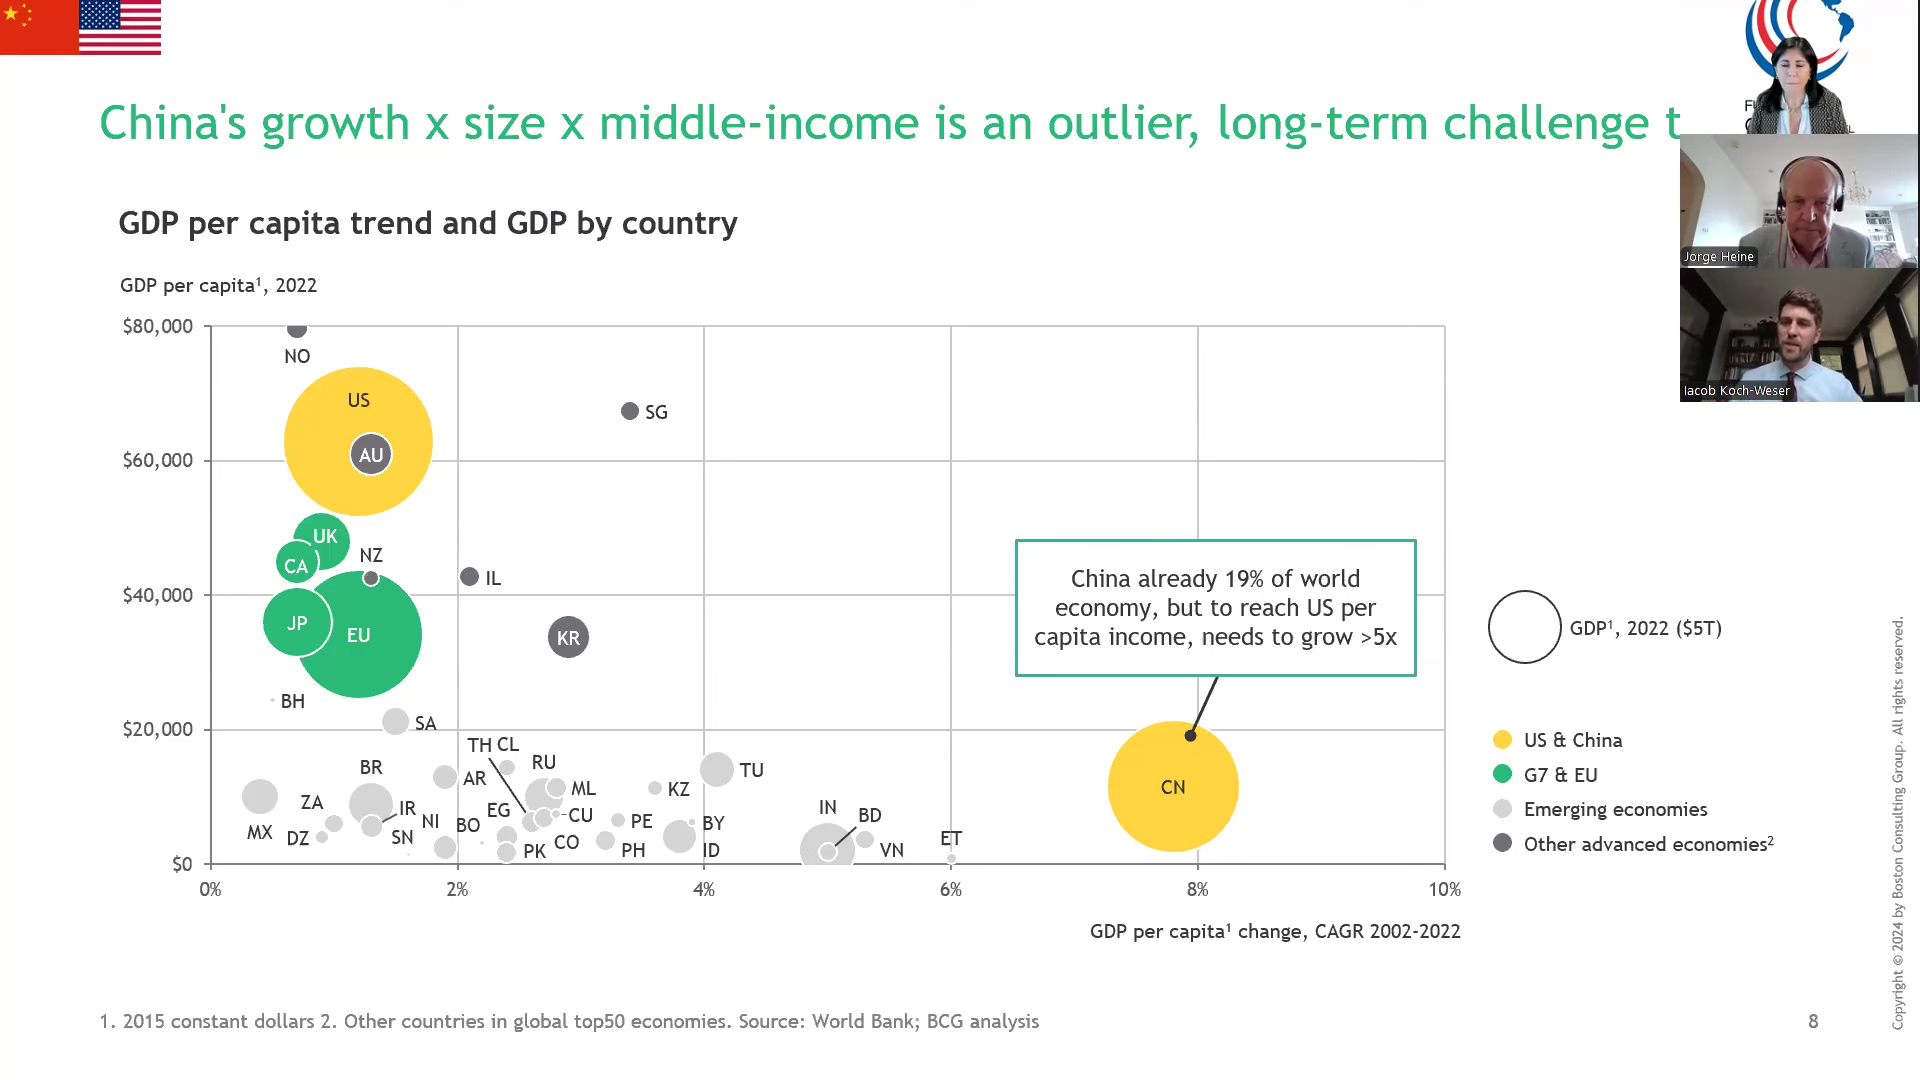 China's growth x size x middle-income is an outlier, long-term challenge t
GDP per capita trend and GDP by country
GDP per capita¹, 2022
$80,000
$60,000
$40,000
$20,000
$0
0%
2%
4%
6%
8%
10%
GDP per capita¹ change, CAGR 2002-2022
NO
US
AU
SG
UK
CA
NZ
IL
JP
EU
KR
BH
SA
TH
CL
BR
AR
RU
ML
KZ
TU
MX
ZA
DZ
IR
SN
NI
BO
EG
CU
CO
PK
PE
PH
BY
ID
IN
BD
VN
ET
CN
China already 19% of world
economy, but to reach US per
capita income, needs to grow >5x
GDP¹, 2022 ($5T)
US & China
G7 & EU
Emerging economies
Other advanced economies²
Jorge Heine
Jacob Koch-Weser
Copyright © 2024 by Boston Consulting Group. All rights reserved.
1. 2015 constant dollars 2. Other countries in global top50 economies. Source: World Bank; BCG analysis
8